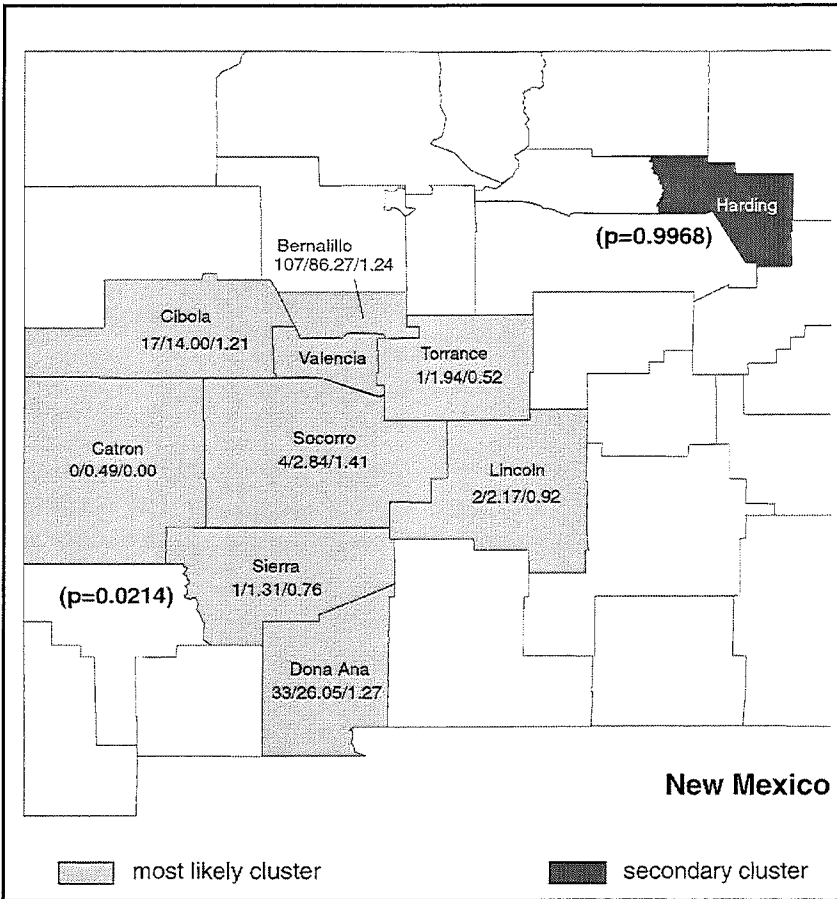 Harding
(p=0.9968)
Bernalillo
107/86.27/1.24
Cibola
17/14.00/1.21
Valencia
Torrance
1/1.94/0.52
Catron
0/0.49/0.00
Socorro
4/2.84/1.41
Lincoln
2/2.17/0.92
Sierra
1/1.31/0.76
(p=0.0214)
Dona Ana
33/26.05/1.27
New Mexico
most likely cluster
secondary cluster